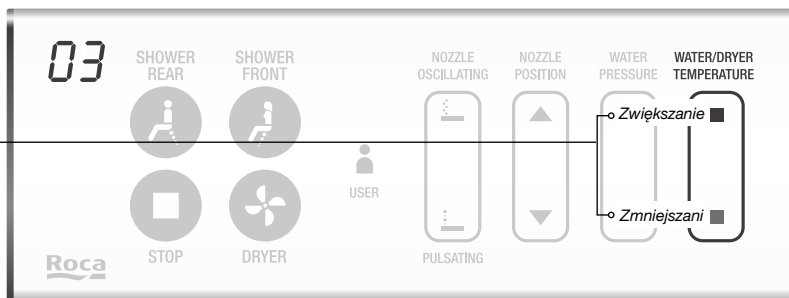 03
SHOWER
REAR
SHOWER
FRONT
NOZZLE
OSCILLATING
NOZZLE
POSITION
WATER
PRESSURE
WATER/DRYER
TEMPERATURE
Zwiększanie
USER
Zmniejszani
STOP
DRYER
PULSATING
Roca